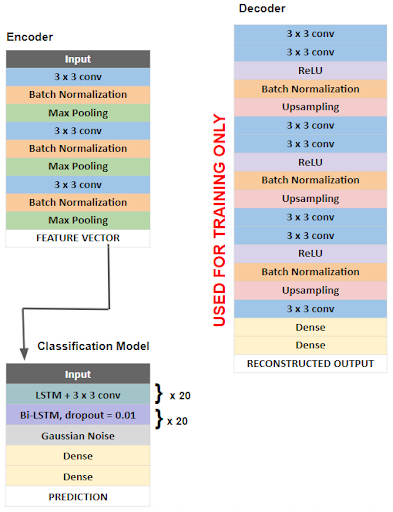 Encoder
Input
3 x 3 conv
Batch Normalization
Max Pooling
3 x 3 conv
Batch Normalization
Max Pooling
3 x 3 conv
Batch Normalization
Max Pooling
FEATURE VECTOR
Decoder
3 x 3 conv
3 x 3 conv
ReLU
Batch Normalization
Upsampling
3 x 3 conv
3 x 3 conv
ReLU
Batch Normalization
Upsampling
3 x 3 conv
3 x 3 conv
ReLU
Batch Normalization
Upsampling
3 x 3 conv
Dense
Dense
RECONSTRUCTED OUTPUT
USED FOR TRAINING ONLY
Classification Model
Input
LSTM + 3 x 3 conv } x 20
Bi-LSTM, dropout = 0.01 } x 20
Gaussian Noise
Dense
Dense
PREDICTION